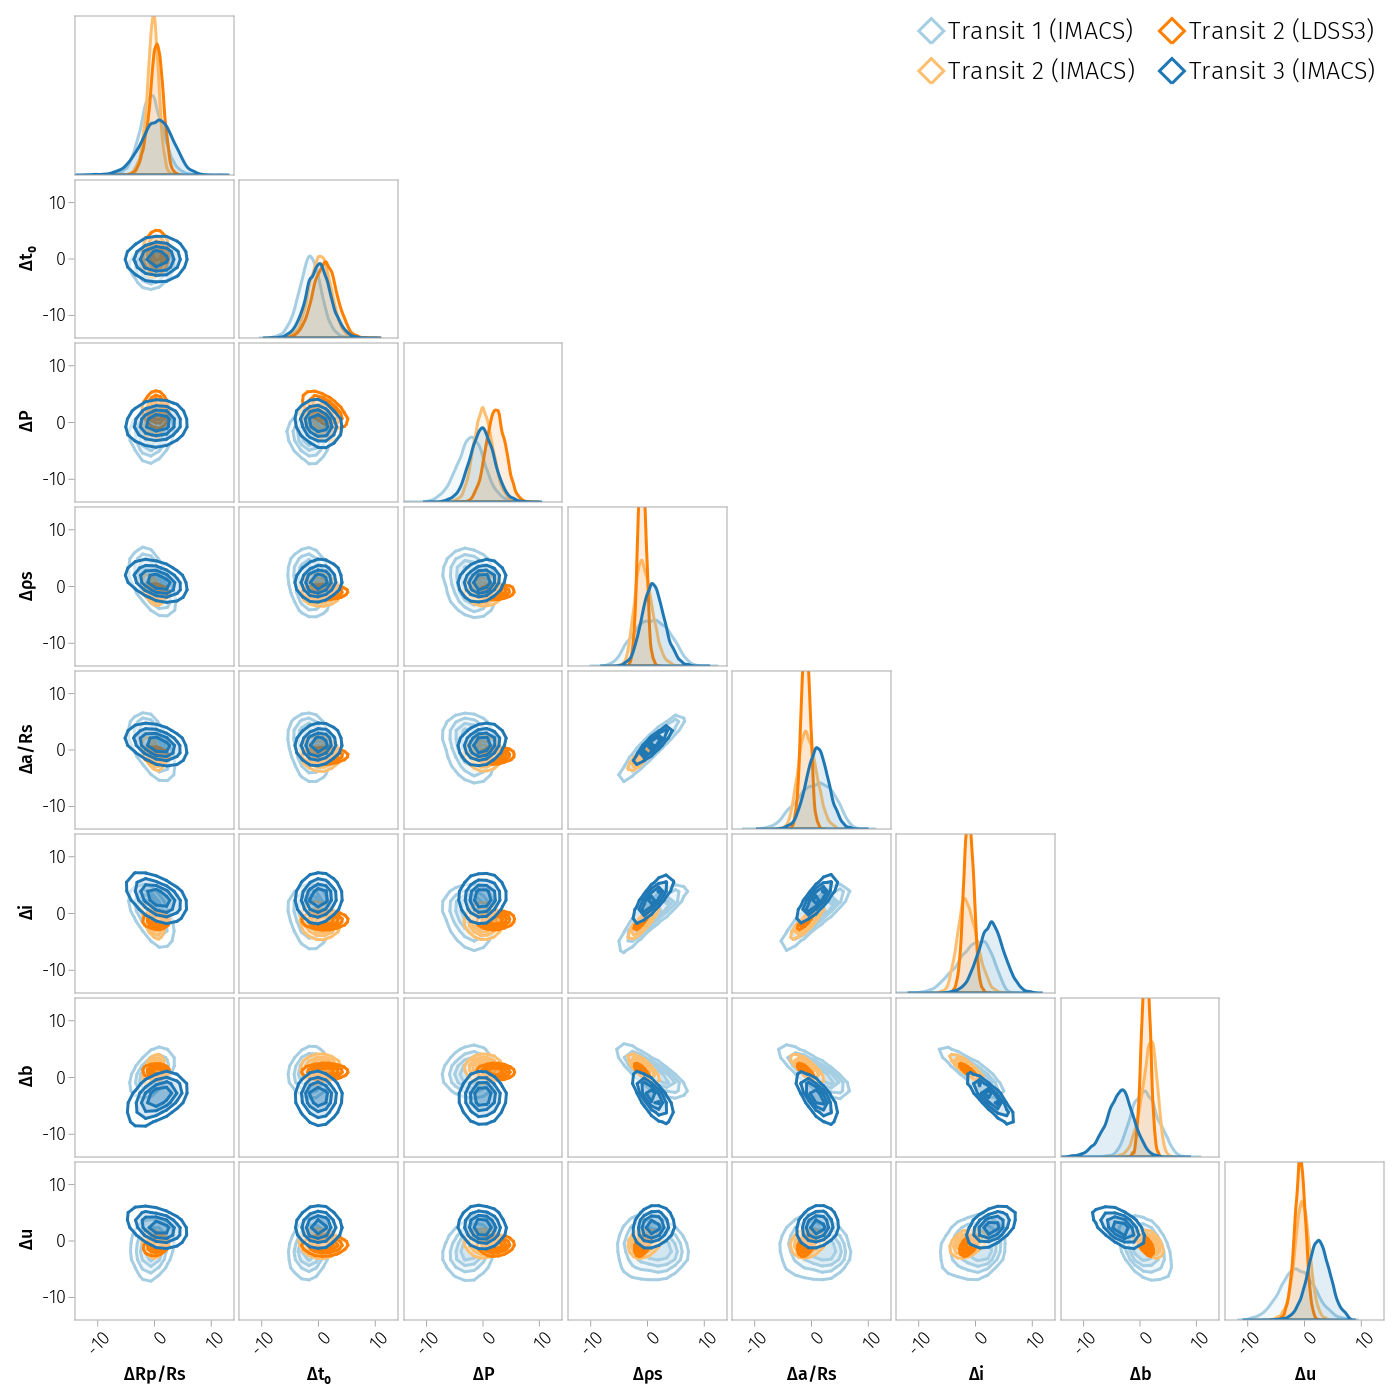 Transit 1 (IMACS) Transit 2 (LDSS3)
Transit 2 (IMACS) Transit 3 (IMACS)
10
Δt₀ 0
-10
10
ΔP 0
-10
10
Δρs 0
-10
10
Δa/Rs 0
-10
10
Δi 0
-10
10
Δb 0
-10
10
Δu 0
-10
-10 0 10 -10 0 10 -10 0 10 -10 0 10 -10 0 10 -10 0 10 -10 0 10 -10 0 10
ΔRp/Rs Δt₀ ΔP Δρs Δa/Rs Δi Δb Δu